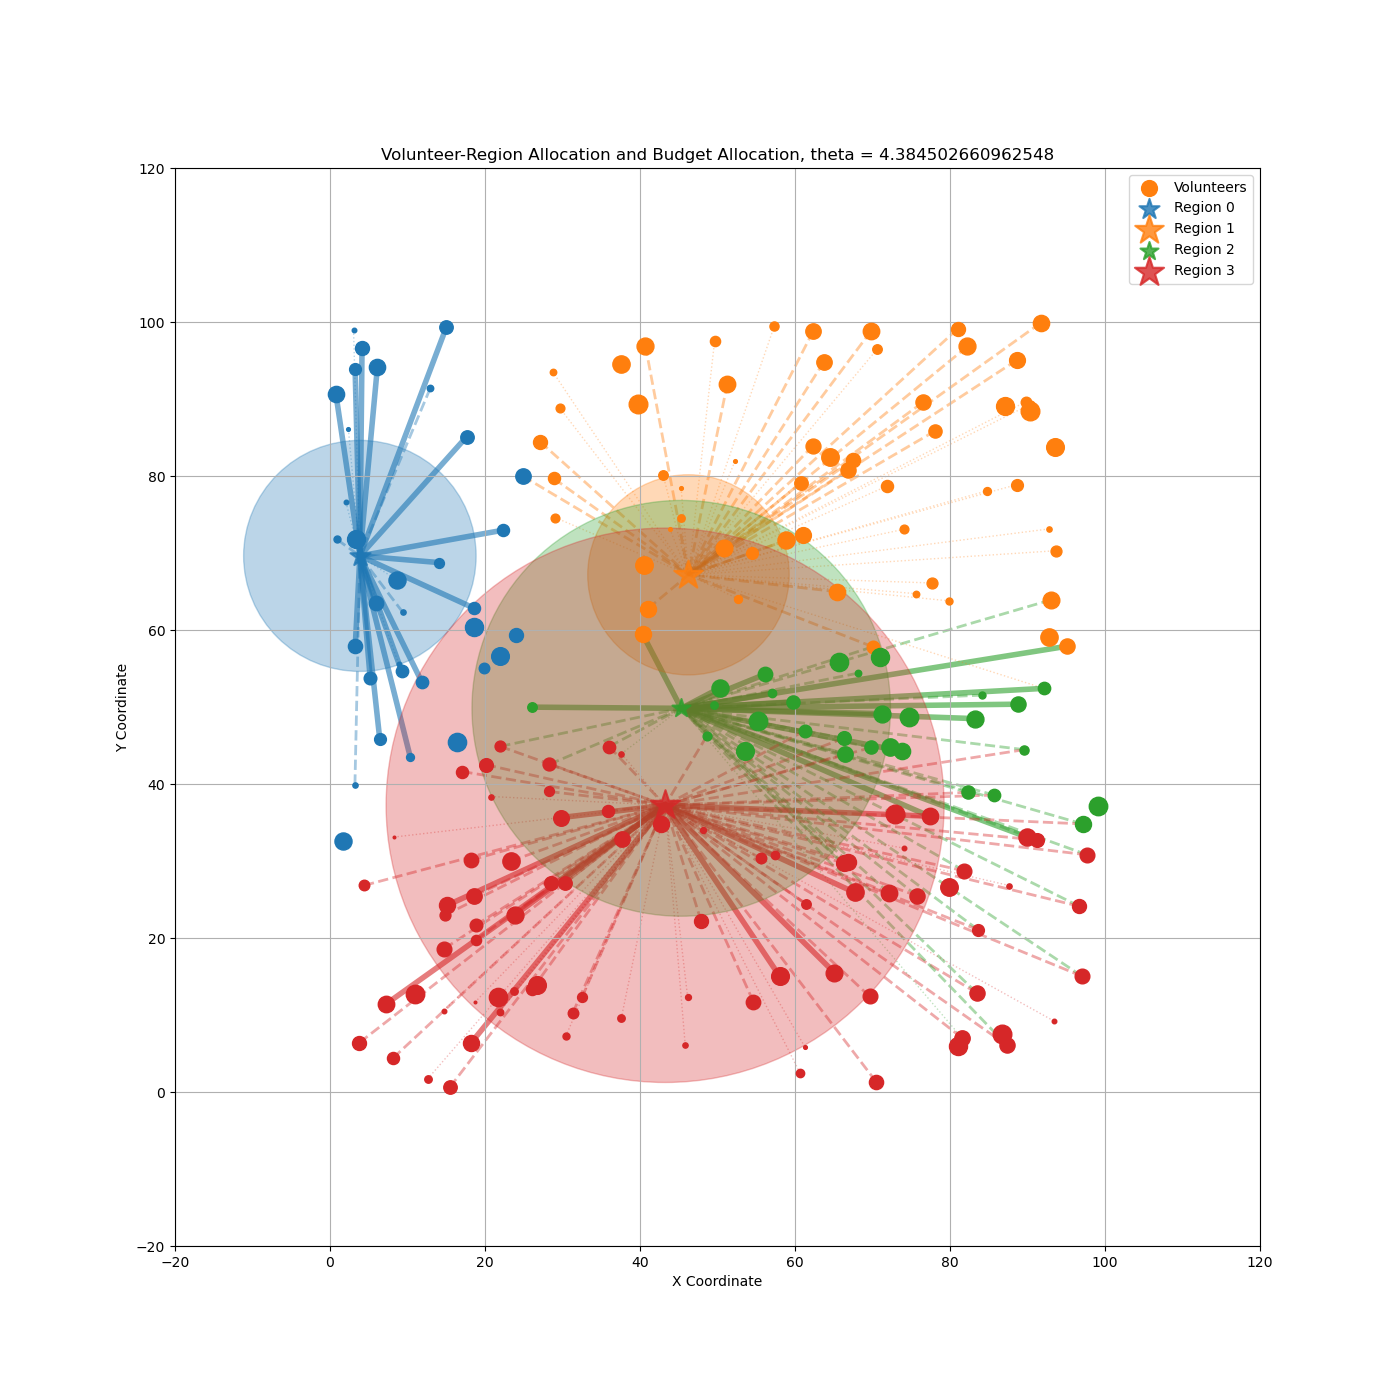 Volunteer-Region Allocation and Budget Allocation, theta = 4.384502660962548
120
Volunteers
Region 0
Region 1
Region 2
Region 3
100
80
60
40
20
0
−20
Y Coordinate
−20 0 20 40 60 80 100 120
X Coordinate